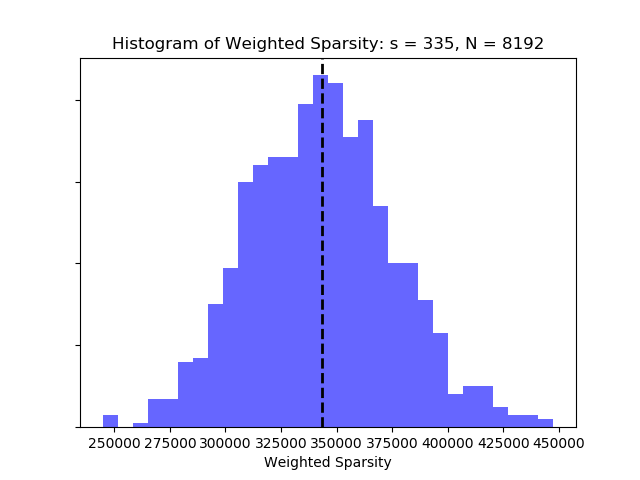 Histogram of Weighted Sparsity: s = 335, N = 8192
250000 275000 300000 325000 350000 375000 400000 425000 450000
Weighted Sparsity